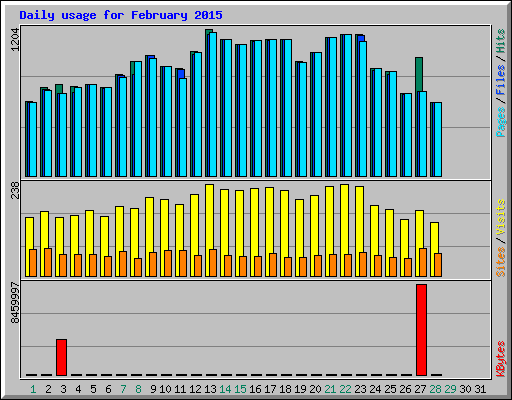 Daily usage for February 2015
1204
Pages / Files / Hits
238
Sites / Visits
8459997
KBytes
1 2 3 4 5 6 7 8 9 10 11 12 13 14 15 16 17 18 19 20 21 22 23 24 25 26 27 28 29 30 31